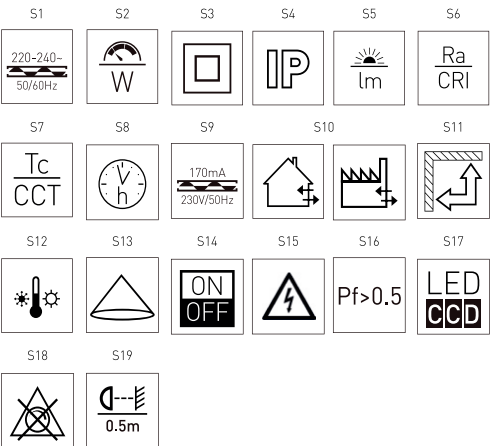 S1 S2 S3 S4 S5 S6
220-240~
50/60Hz
W
IP
lm
Ra
CRI
S7 S8 S9 S10 S11
Tc
CCT
h
170mA
230V/50Hz
S12 S13 S14 S15 S16 S17
ON
OFF
Pf>0.5
LED
CCD
S18 S19
0.5m